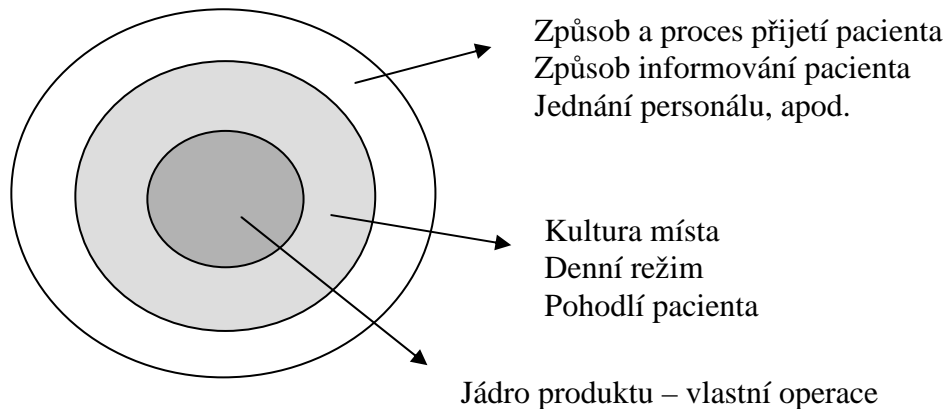 Způsob a proces přijetí pacienta
Způsob informování pacienta
Jednání personálu, apod.
Kultura místa
Denní režim
Pohodlí pacienta
Jádro produktu – vlastní operace